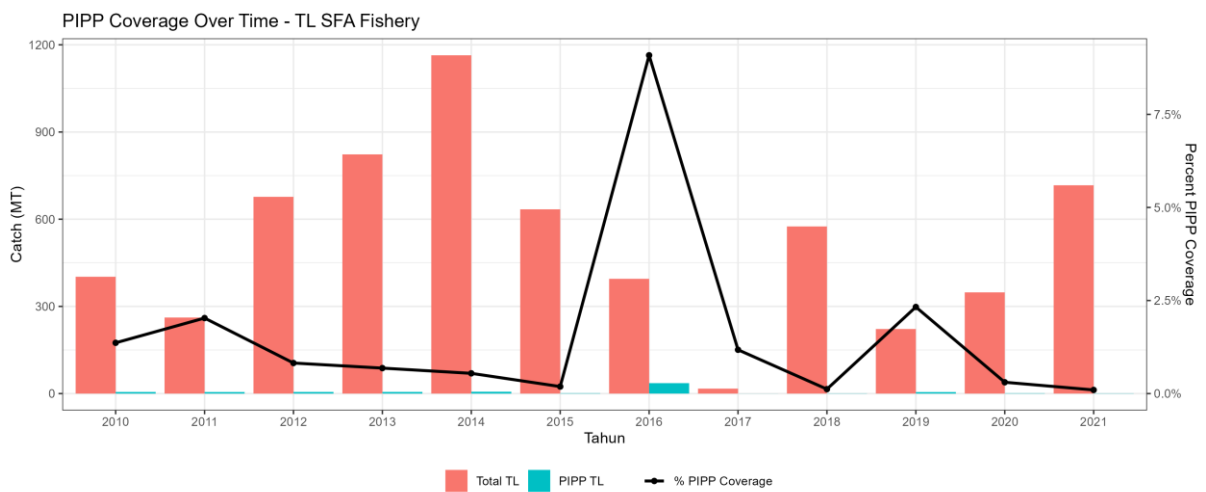 PIPP Coverage Over Time - TL SFA Fishery
Catch (MT)
1200
900
600
300
0
7.5%
5.0%
2.5%
0.0%
Percent PIPP Coverage
2010 2011 2012 2013 2014 2015 2016 2017 2018 2019 2020 2021
Tahun
Total TL PIPP TL % PIPP Coverage